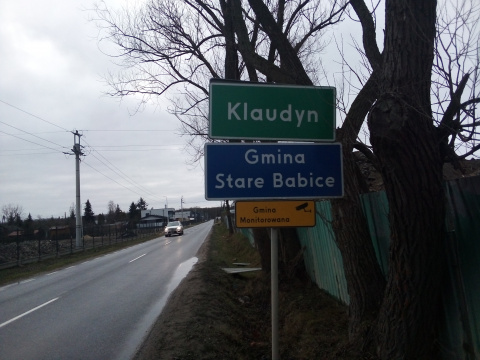 Klaudyn
Gmina
Stare Babice
Gmina
Monitorowana